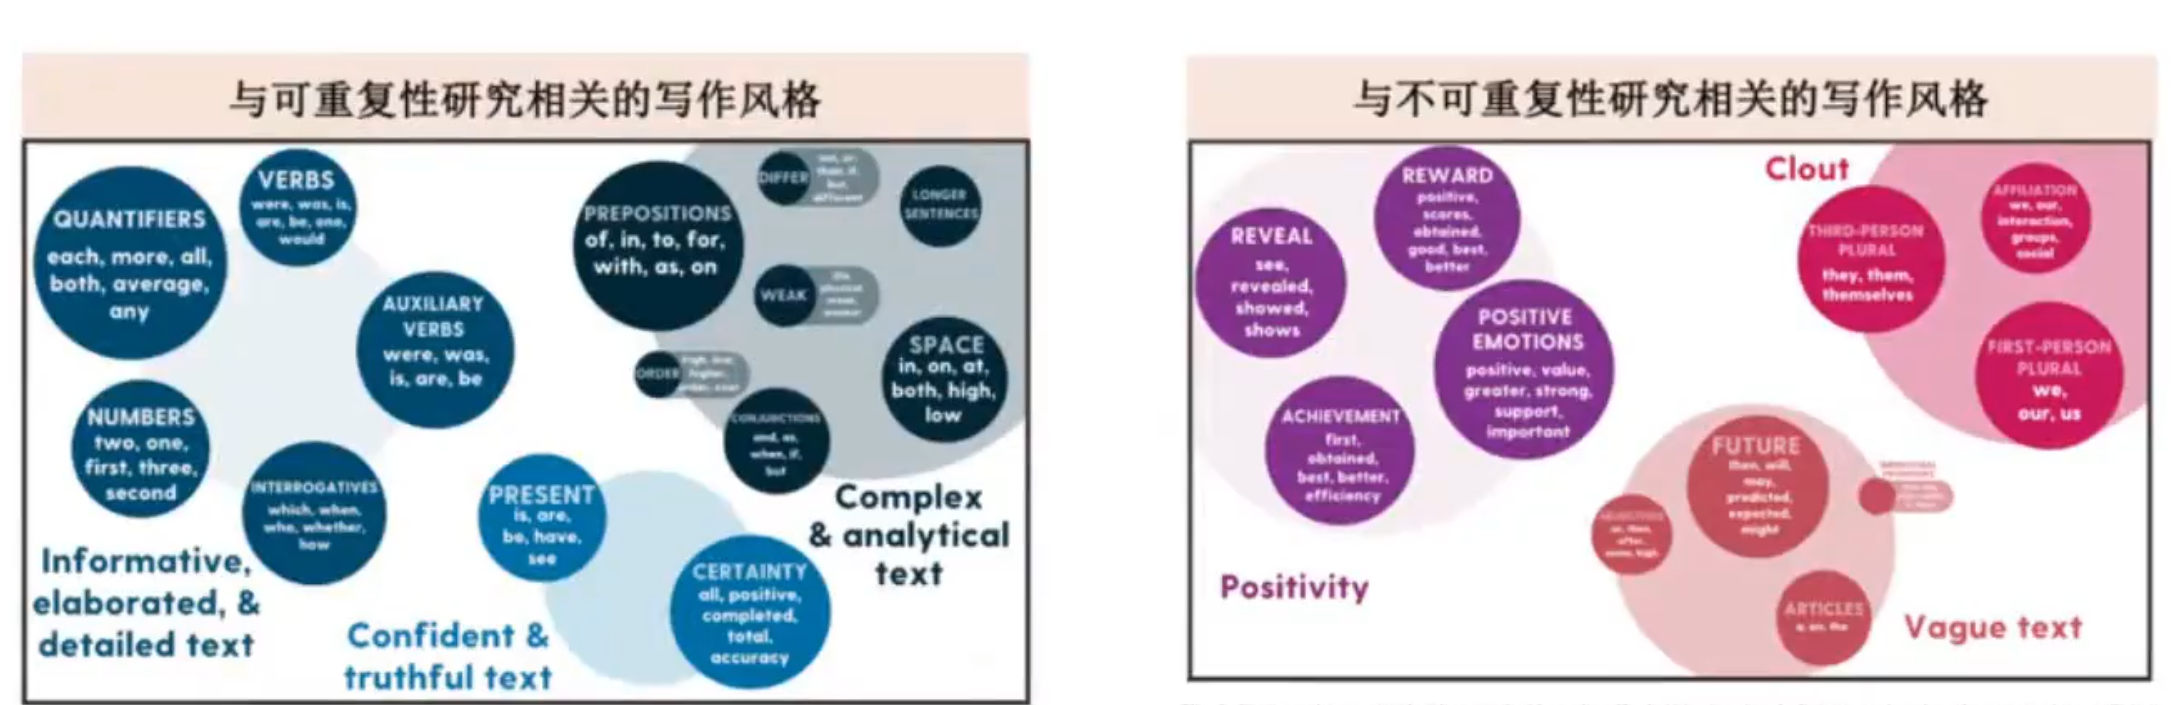 与可重复性研究相关的写作风格
QUANTIFIERS
each, more, all,
both, average,
any
VERBS
were, was, is,
are, be, one,
would
AUXILIARY
VERBS
were, was,
is, are, be
NUMBERS
two, one,
first, three,
second
INTERROGATIVES
which, when,
who, whether,
how
Informative,
elaborated, &
detailed text
PRESENT
is, are,
be, have,
see
CERTAINTY
all, positive,
completed,
total,
accuracy
Confident &
truthful text
PREPOSITIONS
of, in, to, for,
with, as, on
DIFFER
but,
different
LONGER
SENTENCES
WEAK
ORDER
SPACE
in, on, at,
both, high,
low
CONJUNCTIONS
and, as,
when, if,
but
Complex
& analytical
text
与不可重复性研究相关的写作风格
REVEAL
see,
revealed,
showed,
shows
REWARD
positive,
scores,
obtained,
good, best,
better
POSITIVE
EMOTIONS
positive, value,
greater, strong,
support,
important
ACHIEVEMENT
first,
obtained,
best, better,
efficiency
Positivity
Clout
THIRD-PERSON
PLURAL
they, them,
themselves
AFFILIATION
we, our,
interaction,
groups,
social
FIRST-PERSON
PLURAL
we,
our, us
FUTURE
then, will,
may,
predicted,
expected,
might
ARTICLES
a, an, the
Vague text